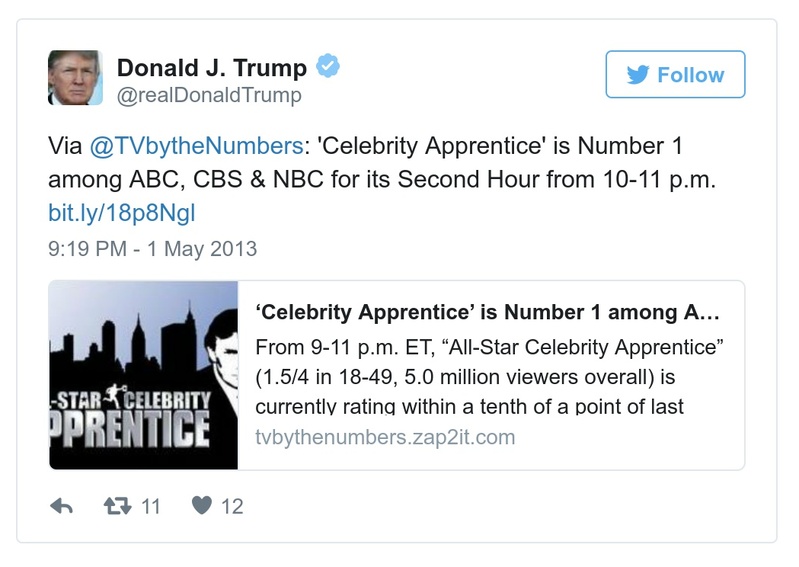 Donald J. Trump
@realDonaldTrump
Follow
Via @TVbytheNumbers: 'Celebrity Apprentice' is Number 1
among ABC, CBS & NBC for its Second Hour from 10-11 p.m.
bit.ly/18p8Ngl
9:19 PM - 1 May 2013
-STAR CELEBRITY
PPRENTICE
‘Celebrity Apprentice’ is Number 1 among A…
From 9-11 p.m. ET, “All-Star Celebrity Apprentice”
(1.5/4 in 18-49, 5.0 million viewers overall) is
currently rating within a tenth of a point of last
tvbythenumbers.zap2it.com
11 12